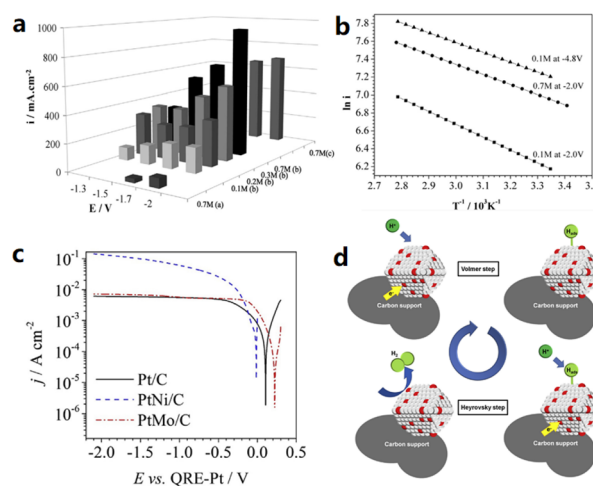 a
i / mA.cm-2
1000
800
600
400
200
0
-1.3
-1.5
-1.7
-2
E / V
0.7M (a)
0.1M (b)
0.2M (b)
0.3M (b)
0.7M (b)
0.7M(c)
b
ln i
7.8
7.6
7.4
7.2
7.0
6.8
6.6
6.4
6.2
0.1M at -4.8V
0.7M at -2.0V
0.1M at -2.0V
2.7 2.8 2.9 3.0 3.1 3.2 3.3 3.4 3.5
T-1 / 10³K-1
c
j / A cm-2
10-1
10-2
10-3
10-4
10-5
10-6
Pt/C
PtNi/C
PtMo/C
-2.0 -1.5 -1.0 -0.5 0.0 0.5
E vs. QRE-Pt / V
d
H+
Hads
Volmer step
Carbon support
Carbon support
H2
H+
Hads
Heyrovsky step
Carbon support
Carbon support